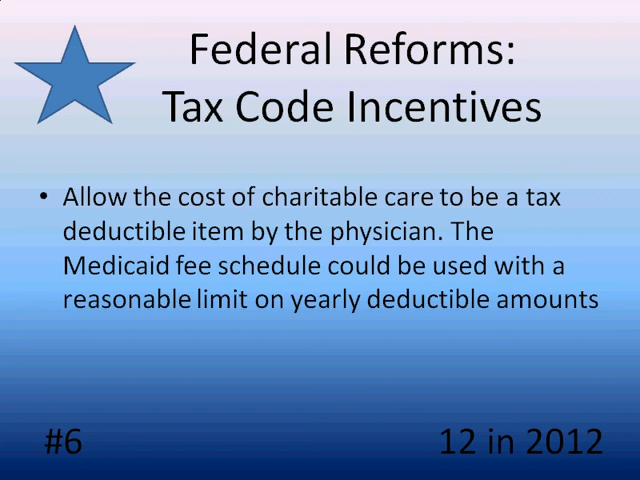 Federal Reforms:
Tax Code Incentives
• Allow the cost of charitable care to be a tax
deductible item by the physician. The
Medicaid fee schedule could be used with a
reasonable limit on yearly deductible amounts
#6
12 in 2012